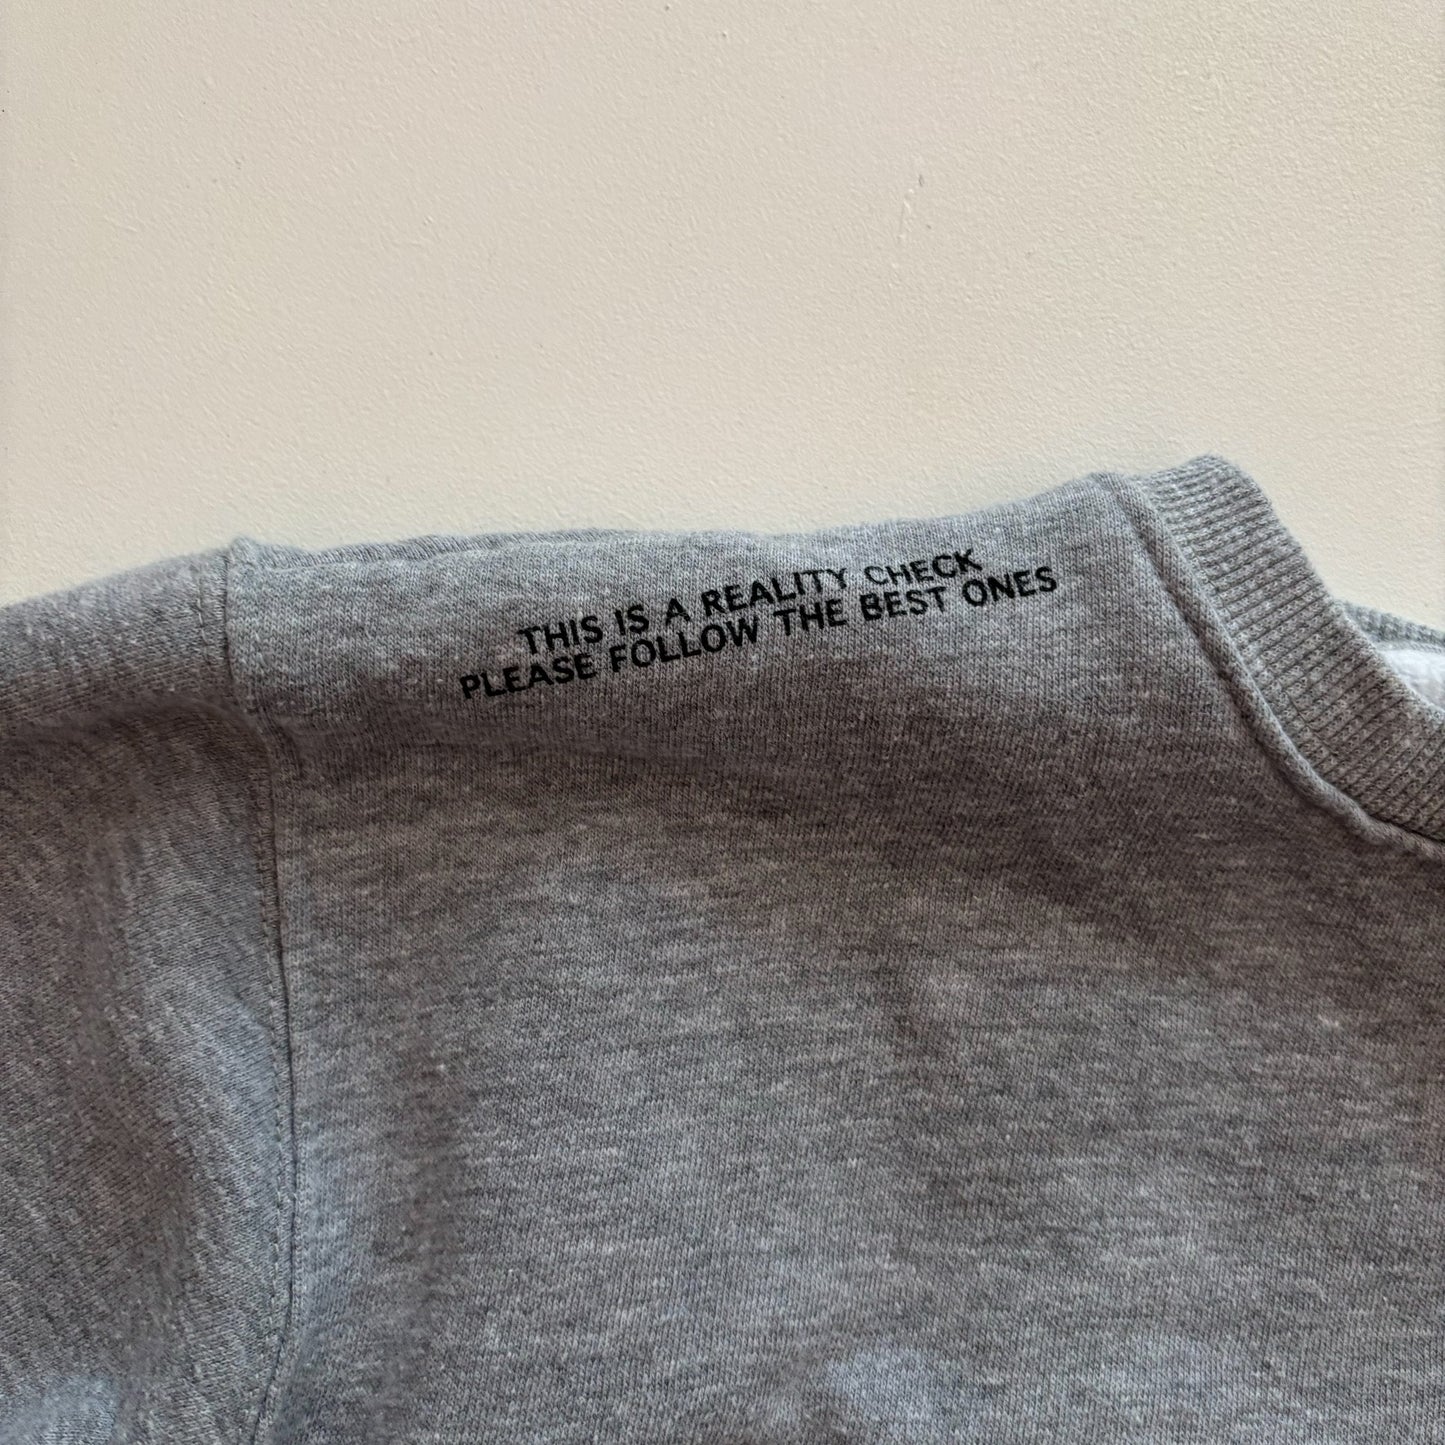 THIS IS A REALITY CHECK
PLEASE FOLLOW THE BEST ONES